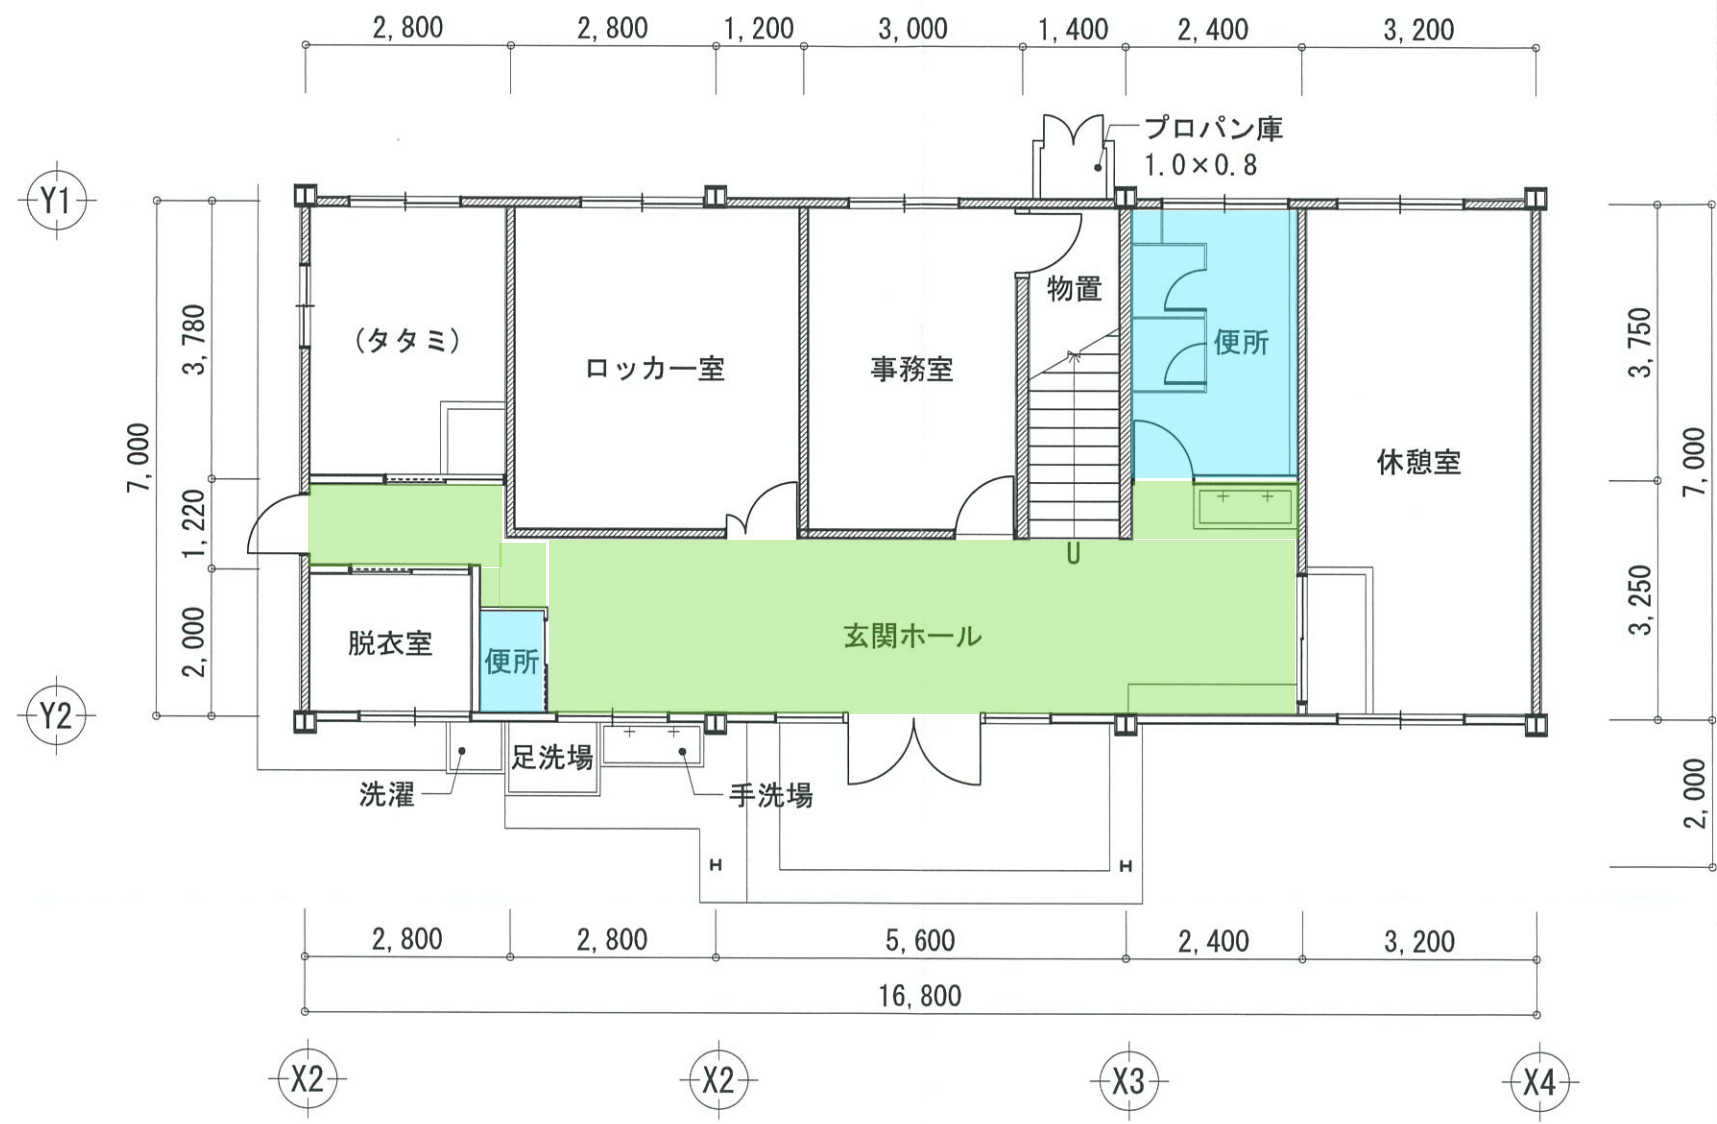 2,800
2,800
1,200
3,000
1,400
2,400
3,200
プロパン庫
1.0×0.8
Y1
3,780
7,000
1,220
2,000
Y2
(タタミ)
ロッカー室
事務室
物置
便所
休憩室
U
玄関ホール
脱衣室
便所
3,750
7,000
3,250
2,000
洗濯
足洗場
手洗場
H
H
2,800
2,800
5,600
2,400
3,200
16,800
X2
X2
X3
X4